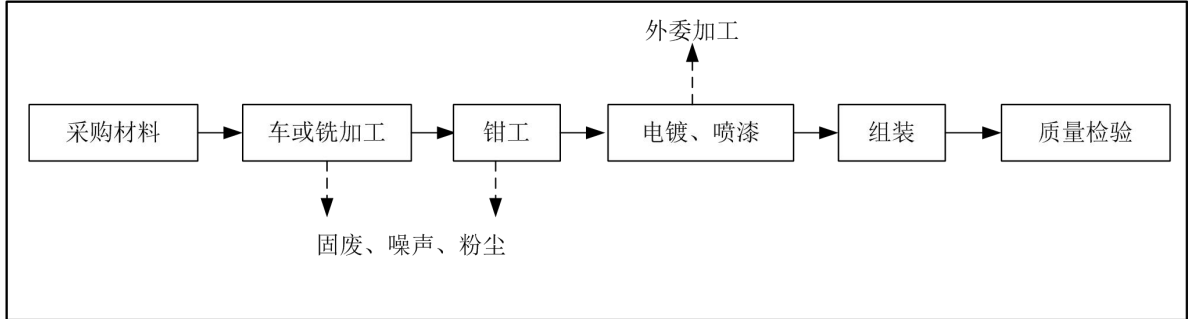 外委加工
采购材料
车或铣加工
钳工
电镀、喷漆
组装
质量检验
固废、噪声、粉尘